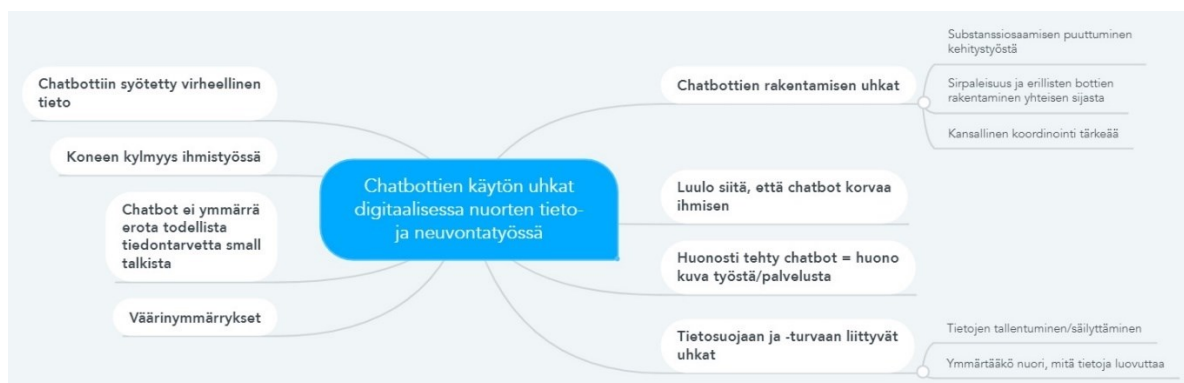 Chatbottien käytön uhkat
digitaalisessa nuorten tieto-
ja neuvontatyössä
Chatbottiin syötetty virheellinen
tieto
Koneen kylmyys ihmistyössä
Chatbot ei ymmärrä
erota todellista
tiedontarvetta small
talkista
Väärinymmärrykset
Chatbottien rakentamisen uhkat
Substanssiosaamisen puuttuminen
kehitystyöstä
Sirpaleisuus ja erillisten bottien
rakentaminen yhteisen sijasta
Kansallinen koordinointi tärkeää
Luulo siitä, että chatbot korvaa
ihmisen
Huonosti tehty chatbot = huono
kuva työstä/palvelusta
Tietosuojaan ja -turvaan liittyvät
uhkat
Tietojen tallentuminen/säilyttäminen
Ymmärtääkö nuori, mitä tietoja luovuttaa